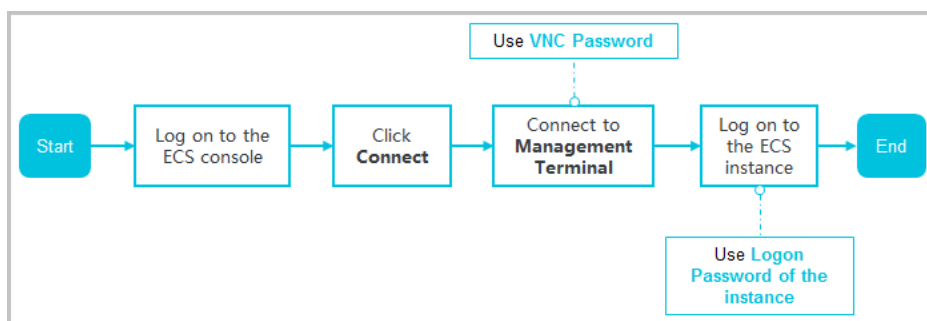 Use VNC Password
Start
Log on to the
ECS console
Click
Connect
Connect to
Management
Terminal
Log on to
the ECS
instance
End
Use Logon
Password of the
instance